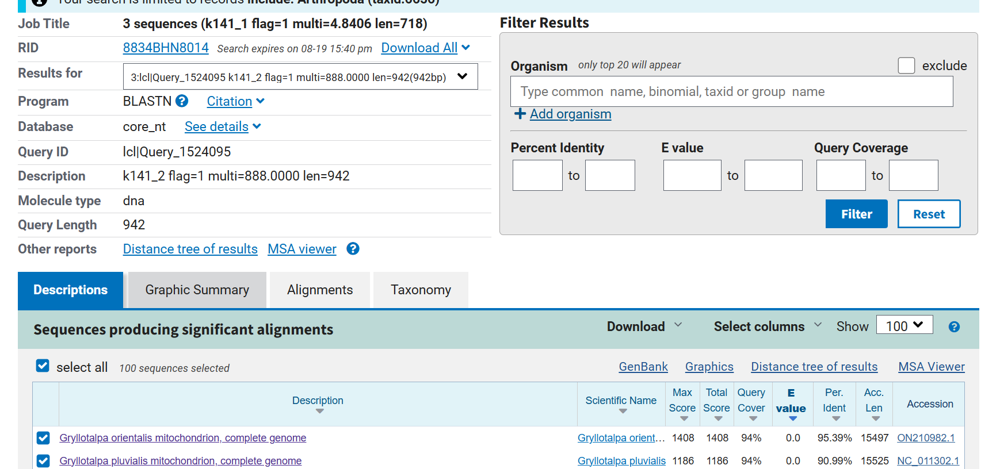 Your search is limited to records include: Arthropoda (taxid:6656)
Job Title 3 sequences (k141_1 flag=1 multi=4.8406 len=718)
RID 8834BHN8014 Search expires on 08-19 15:40 pm Download All
Results for 3:lcl|Query_1524095 k141_2 flag=1 multi=888.0000 len=942(942bp)
Program BLASTN ? Citation
Database core_nt See details
Query ID lcl|Query_1524095
Description k141_2 flag=1 multi=888.0000 len=942
Molecule type dna
Query Length 942
Other reports Distance tree of results MSA viewer ?
Filter Results
Organism only top 20 will appear exclude
Type common name, binomial, taxid or group name
+ Add organism
Percent Identity E value Query Coverage
to to to
Filter Reset
Descriptions Graphic Summary Alignments Taxonomy
Sequences producing significant alignments Download Select columns Show 100 ?
select all 100 sequences selected GenBank Graphics Distance tree of results MSA Viewer
Description Scientific Name Max Score Total Score Query Cover E value Per. Ident Acc. Len Accession
Gryllotalpa orientalis mitochondrion, complete genome Gryllotalpa orient... 1408 1408 94% 0.0 95.39% 15497 ON210982.1
Gryllotalpa pluvialis mitochondrion, complete genome Gryllotalpa pluvialis 1186 1186 94% 0.0 90.99% 15525 NC_011302.1